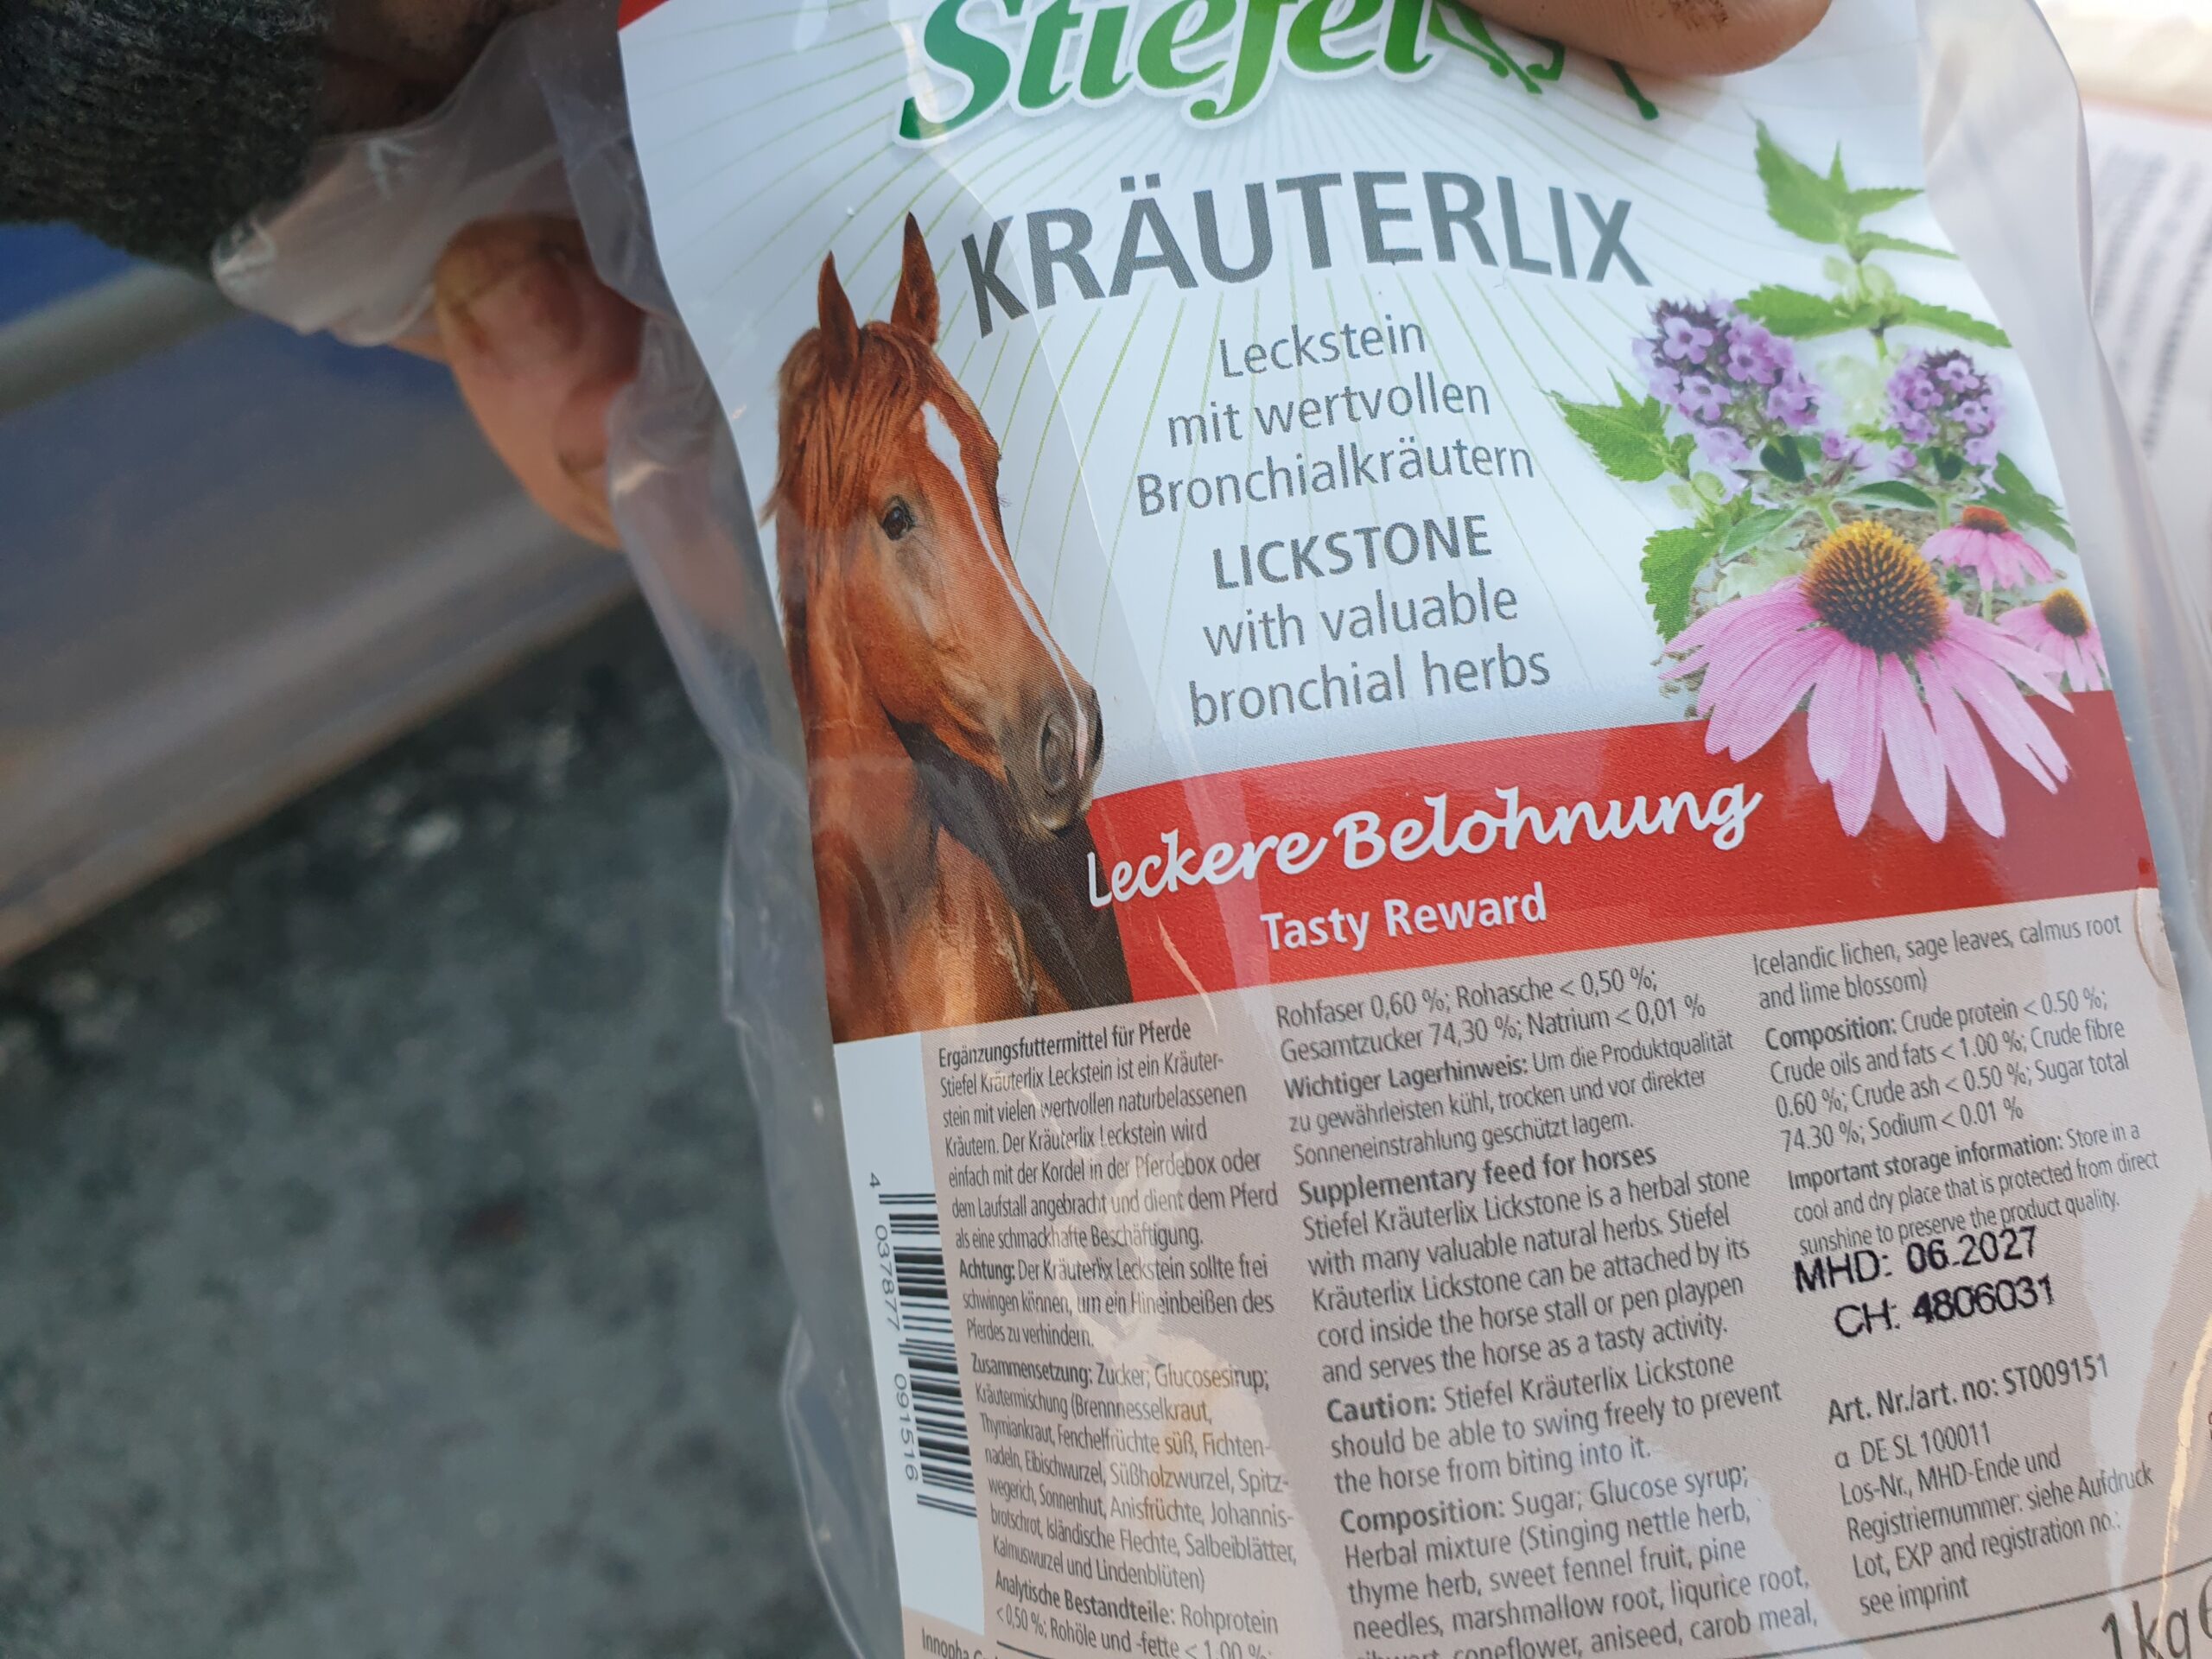 Stiefel
KRÄUTERLIX
Leckstein
mit wertvollen
Bronchialkräutern
LICKSTONE
with valuable
bronchial herbs
Leckere Belohnung
Tasty Reward
Ergänzungsfuttermittel für Pferde
Stiefel Kräuterlix Leckstein ist ein Kräuter-
stein mit vielen wertvollen naturbelassenen
Kräutern. Der Kräuterlix Leckstein wird
einfach mit der Kordel in der Pferdebox oder
dem Laufstall angebracht und dient dem Pferd
als eine schmackhafte Beschäftigung.
Achtung: Der Kräuterlix Leckstein sollte frei
schwingen können, um ein Hineinbeißen des
Pferdes zu verhindern.
Zusammensetzung: Zucker; Glucosesirup;
Kräutermischung (Brennnesselkraut,
Thymiankraut, Fenchelfrüchte süß, Fichten-
nadeln, Eibischwurzel, Süßholzwurzel, Spitz-
wegerich, Sonnenhut, Anisfrüchte, Johannis-
brotschrot, Isländische Flechte, Salbeiblätter,
Kalmuswurzel und Lindenblüten)
Analytische Bestandteile: Rohprotein
< 0,50 %; Rohöle und -fette < 1,00 %;
Rohfaser 0,60 %; Rohasche < 0,50 %;
Gesamtzucker 74,30 %; Natrium < 0,01 %
Wichtiger Lagerhinweis: Um die Produktqualität
zu gewährleisten kühl, trocken und vor direkter
Sonneneinstrahlung geschützt lagern.
Supplementary feed for horses
Stiefel Kräuterlix Lickstone is a herbal stone
with many valuable natural herbs. Stiefel
Kräuterlix Lickstone can be attached by its
cord inside the horse stall or pen playpen
and serves the horse as a tasty activity.
Caution: Stiefel Kräuterlix Lickstone
should be able to swing freely to prevent
the horse from biting into it.
Composition: Sugar; Glucose syrup;
Herbal mixture (Stinging nettle herb,
thyme herb, sweet fennel fruit, pine
needles, marshmallow root, liqurice root,
coneflower, aniseed, carob meal,
Icelandic lichen, sage leaves, calmus root
and lime blossom)
Composition: Crude protein < 0.50 %;
Crude oils and fats < 1.00 %; Crude fibre
0.60 %; Crude ash < 0.50 %; Sugar total
74.30 %; Sodium < 0.01 %
Important storage information: Store in a
cool and dry place that is protected from direct
sunshine to preserve the product quality.
MHD: 06.2027
CH: 4806031
Art. Nr./art. no: ST009151
α DE SL 100011
Los-Nr., MHD-Ende und
Registriernummer: siehe Aufdruck
Lot, EXP and registration no.:
see imprint
1 kg
4 037877 091516